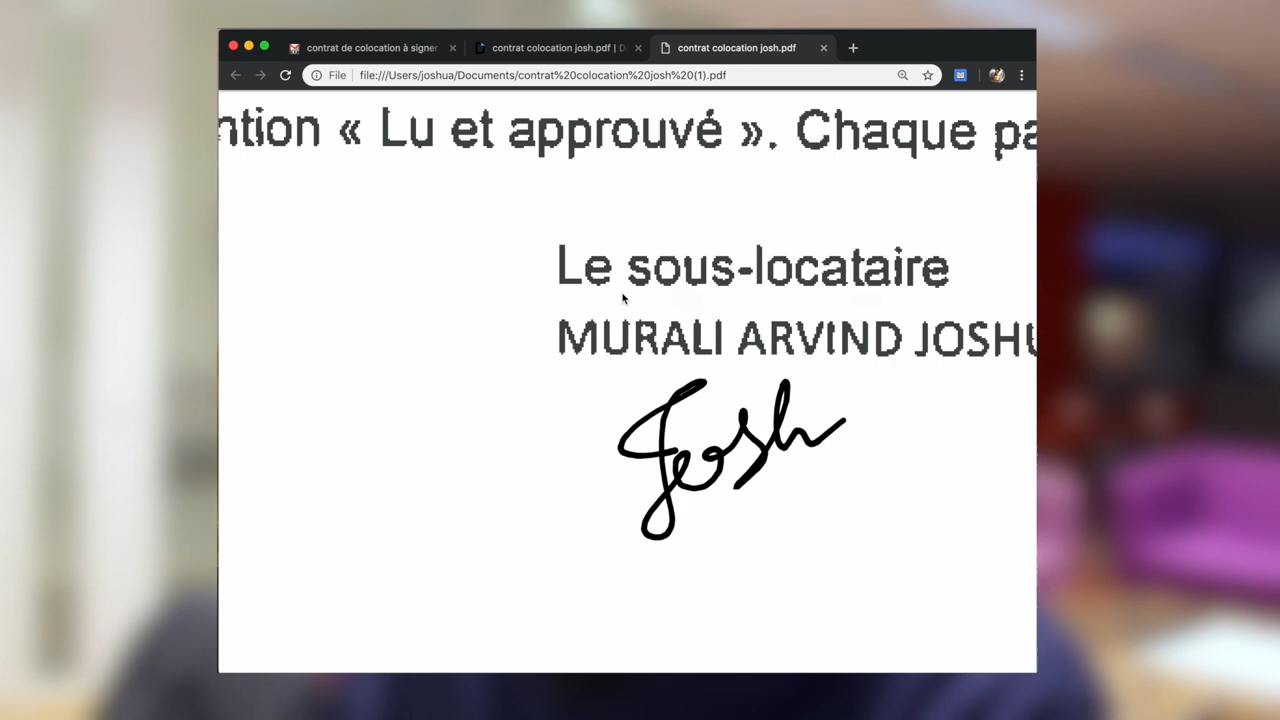 contrat de colocation à signer
contrat colocation josh.pdf | D
contrat colocation josh.pdf
File
file:///Users/joshua/Documents/contrat%20colocation%20josh%20(1).pdf
ntion « Lu et approuvé ». Chaque pa
Le sous-locataire
MURALI ARVIND JOSHU
Josh